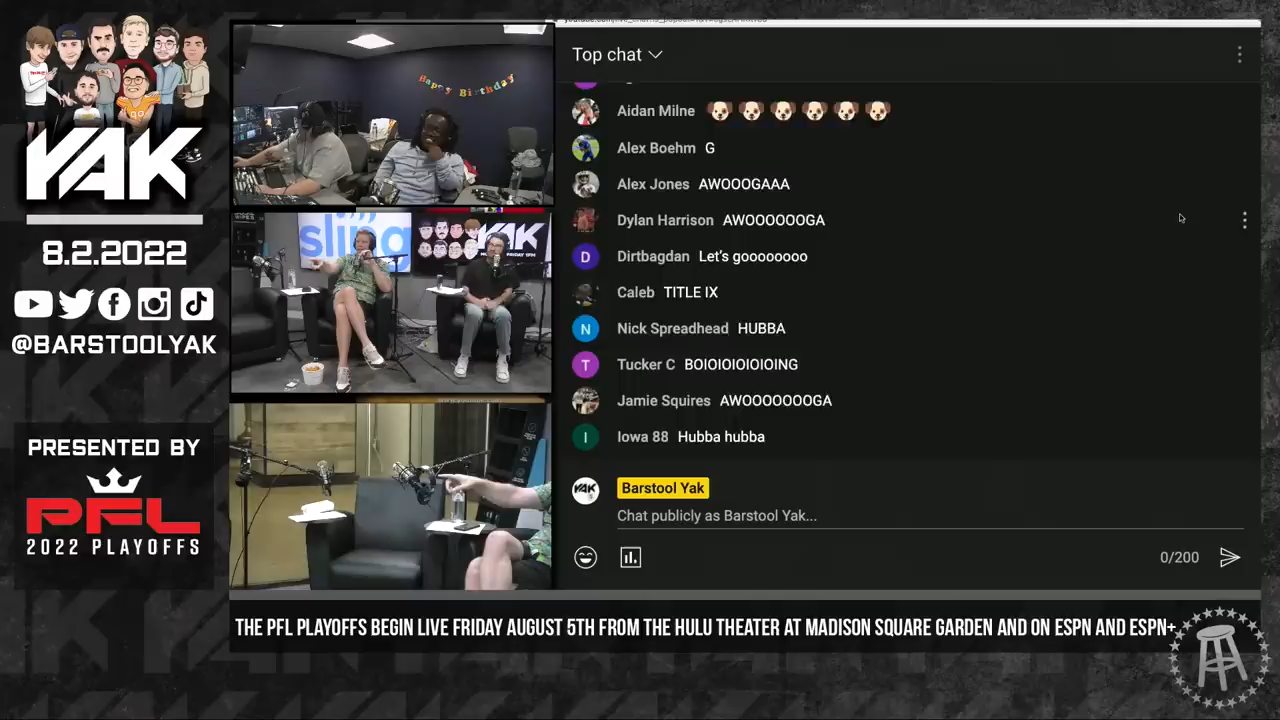 YAK
8.2.2022
@BARSTOOLYAK
PRESENTED BY
PFL
2022 PLAYOFFS
Happy Birthday
sling
YAK
Top chat
Aidan Milne
Alex Boehm G
Alex Jones AWOOOGAAA
Dylan Harrison AWOOOOOOGA
D Dirtbagdan Let's goooooooo
Caleb TITLE IX
N Nick Spreadhead HUBBA
T Tucker C BOIOIOIOIOIOING
Jamie Squires AWOOOOOOOGA
I Iowa 88 Hubba hubba
YAK Barstool Yak
Chat publicly as Barstool Yak...
0/200
THE PFL PLAYOFFS BEGIN LIVE FRIDAY AUGUST 5TH FROM THE HULU THEATER AT MADISON SQUARE GARDEN AND ON ESPN AND ESPN+